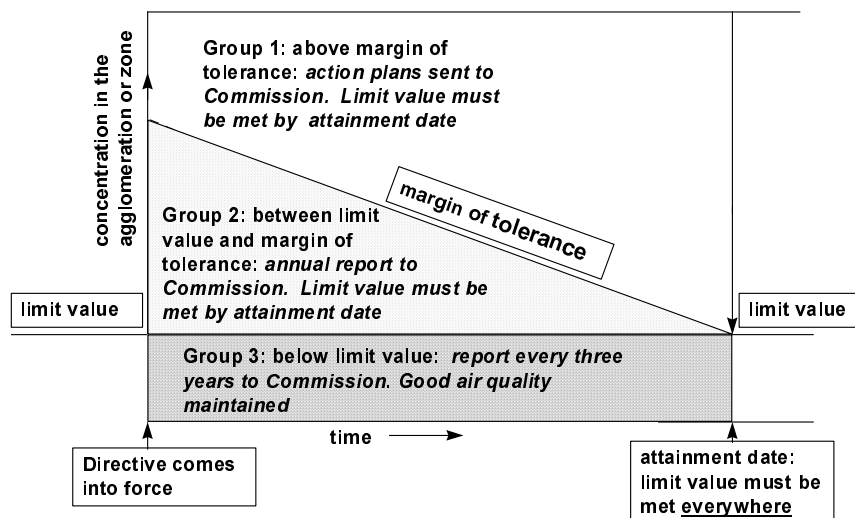 concentration in the
agglomeration or zone
Group 1: above margin of
tolerance: action plans sent to
Commission. Limit value must
be met by attainment date
margin of tolerance
Group 2: between limit
value and margin of
tolerance: annual report to
Commission. Limit value must be
met by attainment date
limit value
limit value
Group 3: below limit value: report every three
years to Commission. Good air quality
maintained
time
Directive comes
into force
attainment date:
limit value must be
met everywhere